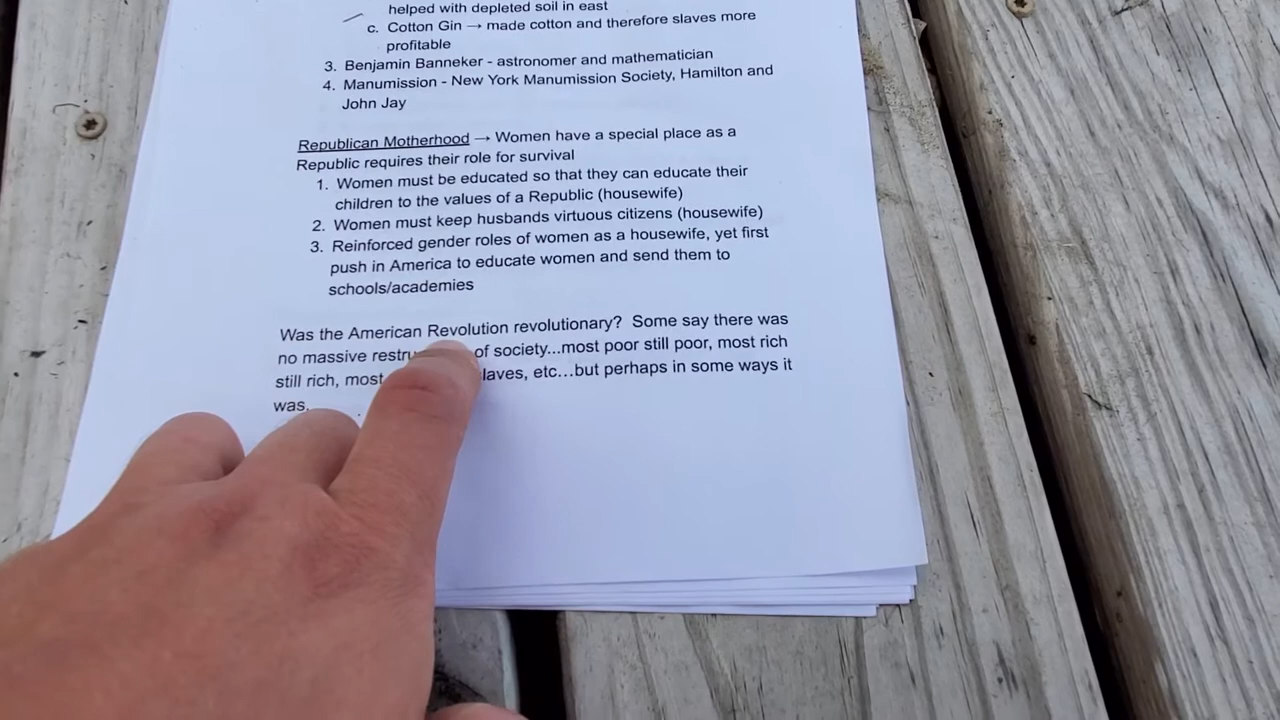 helped with depleted soil in east
c. Cotton Gin → made cotton and therefore slaves more
profitable
3. Benjamin Banneker - astronomer and mathematician
4. Manumission - New York Manumission Society, Hamilton and
John Jay
Republican Motherhood → Women have a special place as a
Republic requires their role for survival
1. Women must be educated so that they can educate their
children to the values of a Republic (housewife)
2. Women must keep husbands virtuous citizens (housewife)
3. Reinforced gender roles of women as a housewife, yet first
push in America to educate women and send them to
schools/academies
Was the American Revolution revolutionary? Some say there was
no massive of society...most poor still poor, most rich
still rich, most slaves, etc...but perhaps in some ways it
was.